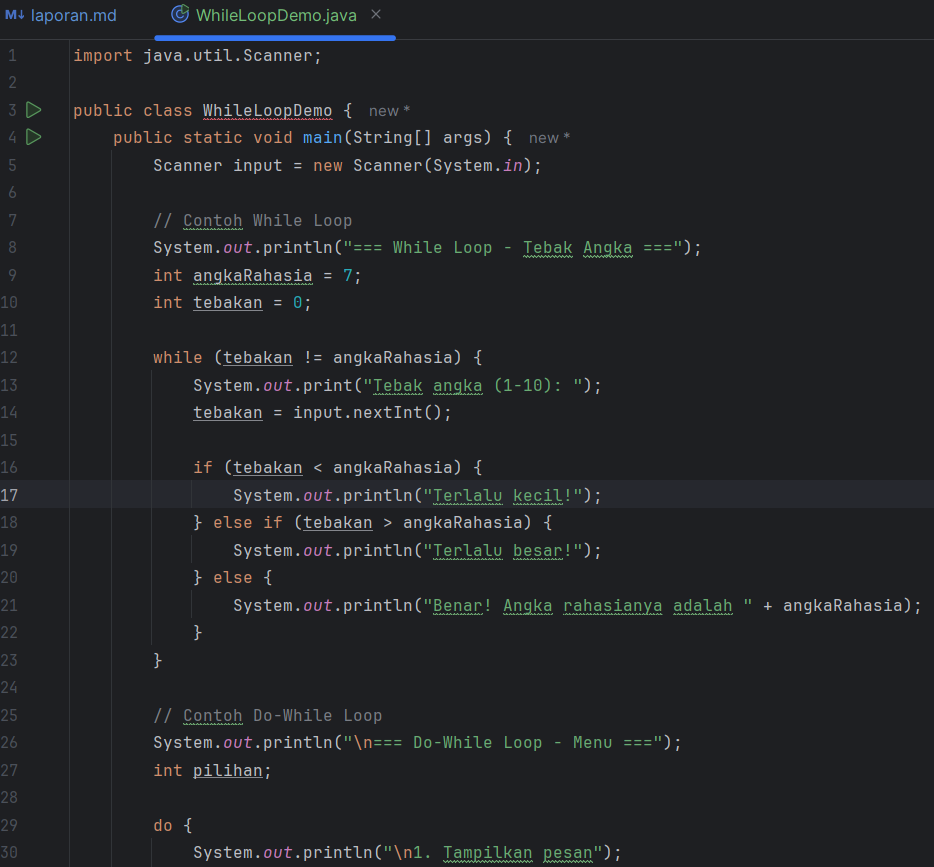 M↓ laporan.md WhileLoopDemo.java ×
1 import java.util.Scanner;
2
3 public class WhileLoopDemo { new *
4 public static void main(String[] args) { new *
5 Scanner input = new Scanner(System.in);
6
7 // Contoh While Loop
8 System.out.println("=== While Loop - Tebak Angka ===");
9 int angkaRahasia = 7;
10 int tebakan = 0;
11
12 while (tebakan != angkaRahasia) {
13 System.out.print("Tebak angka (1-10): ");
14 tebakan = input.nextInt();
15
16 if (tebakan < angkaRahasia) {
17 System.out.println("Terlalu kecil!");
18 } else if (tebakan > angkaRahasia) {
19 System.out.println("Terlalu besar!");
20 } else {
21 System.out.println("Benar! Angka rahasianya adalah " + angkaRahasia);
22 }
23 }
24
25 // Contoh Do-While Loop
26 System.out.println("\n=== Do-While Loop - Menu ===");
27 int pilihan;
28
29 do {
30 System.out.println("\n1. Tampilkan pesan");